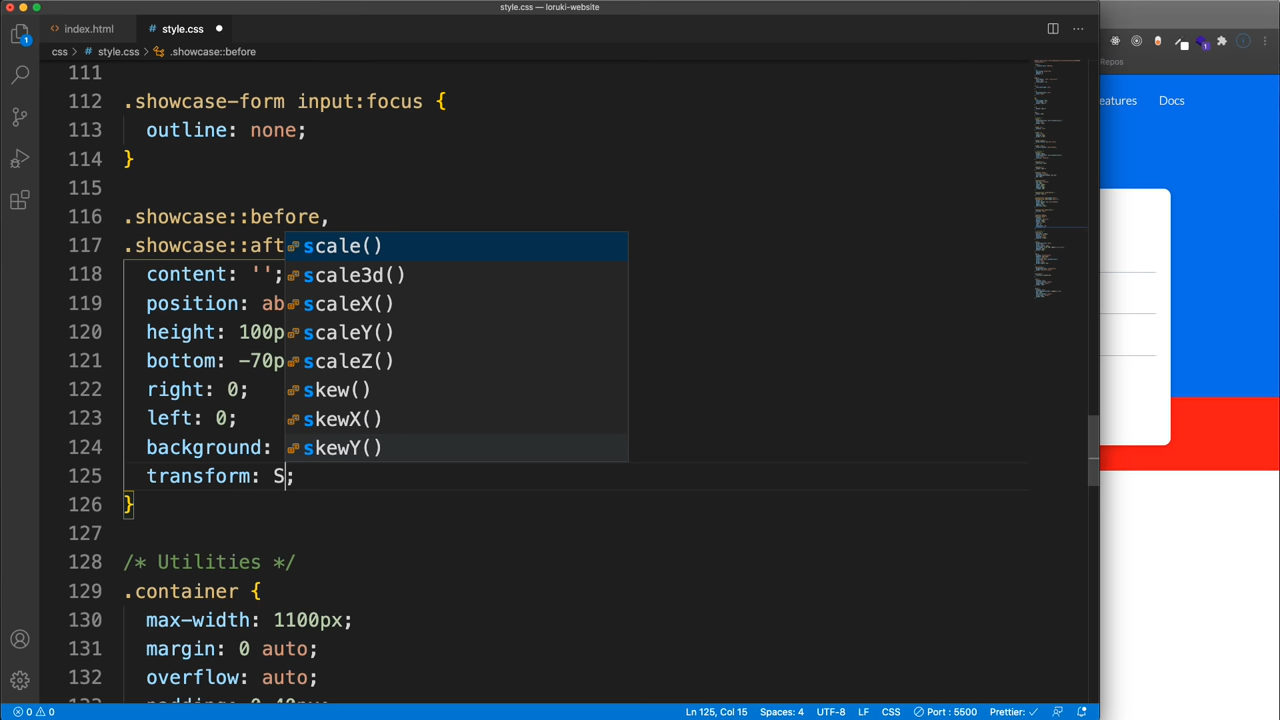 style.css — loruki-website
index.html
# style.css
css > # style.css > .showcase::before
111
112 .showcase-form input:focus {
113 outline: none;
114 }
115
116 .showcase::before,
117 .showcase::aft
118 content: '';
119 position: ab
120 height: 100p
121 bottom: -70p
122 right: 0;
123 left: 0;
124 background:
125 transform: S;
126 }
127
128 /* Utilities */
129 .container {
130 max-width: 1100px;
131 margin: 0 auto;
132 overflow: auto;
scale()
scale3d()
scaleX()
scaleY()
scaleZ()
skew()
skewX()
skewY()
Repos
eatures Docs
0 0 Ln 125, Col 15 Spaces: 4 UTF-8 LF CSS Port : 5500 Prettier: ✓